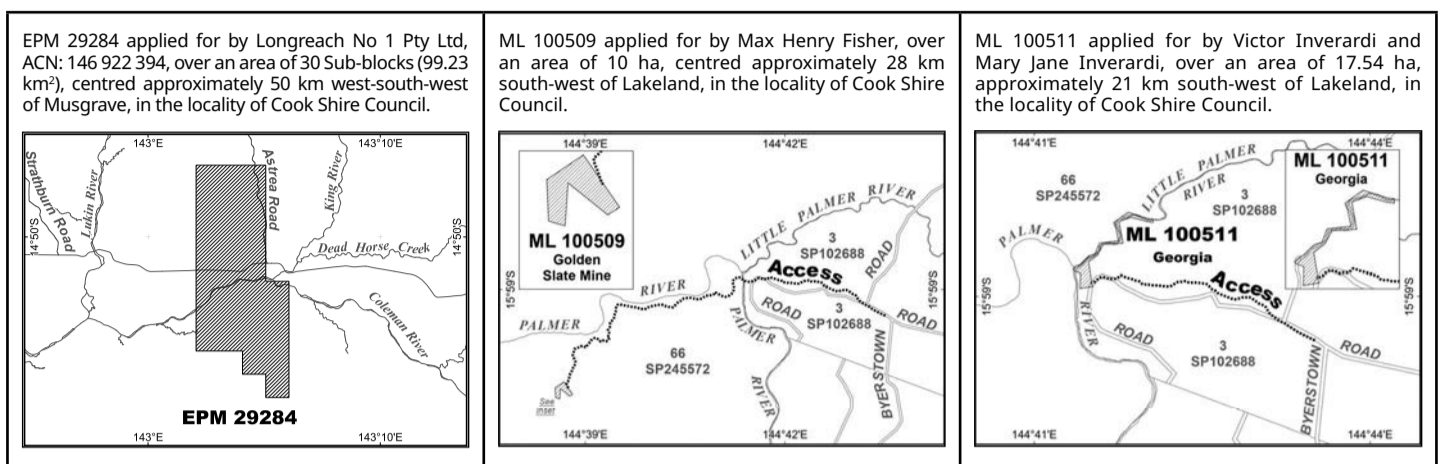 EPM 29284 applied for by Longreach No 1 Pty Ltd,
ACN: 146 922 394, over an area of 30 Sub-blocks (99.23
km²), centred approximately 50 km west-south-west
of Musgrave, in the locality of Cook Shire Council.
143°E
143°10'E
Strathburn Road
Lukin River
Astrea Road
King River
14°50'S
14°50'S
Dead Horse Creek
Coleman River
EPM 29284
143°E
143°10'E
ML 100509 applied for by Max Henry Fisher, over
an area of 10 ha, centred approximately 28 km
south-west of Lakeland, in the locality of Cook Shire
Council.
144°39'E
144°42'E
ML 100509
Golden
Slate Mine
LITTLE PALMER RIVER
3
SP102688
ROAD
Access
15°59'S
15°59'S
RIVER
PALMER
ROAD
3
SP102688
ROAD
PALMER
RIVER
66
SP245572
BYERSTOWN
See
inset
144°39'E
144°42'E
ML 100511 applied for by Victor Inverardi and
Mary Jane Inverardi, over an area of 17.54 ha,
approximately 21 km south-west of Lakeland, in
the locality of Cook Shire Council.
144°41'E
144°44'E
66
SP245572
LITTLE PALMER
RIVER
3
SP102688
ML 100511
Georgia
PALMER
ML 100511
Georgia
Access
15°59'S
15°59'S
RIVER
ROAD
3
SP102688
ROAD
BYERSTOWN
144°41'E
144°44'E